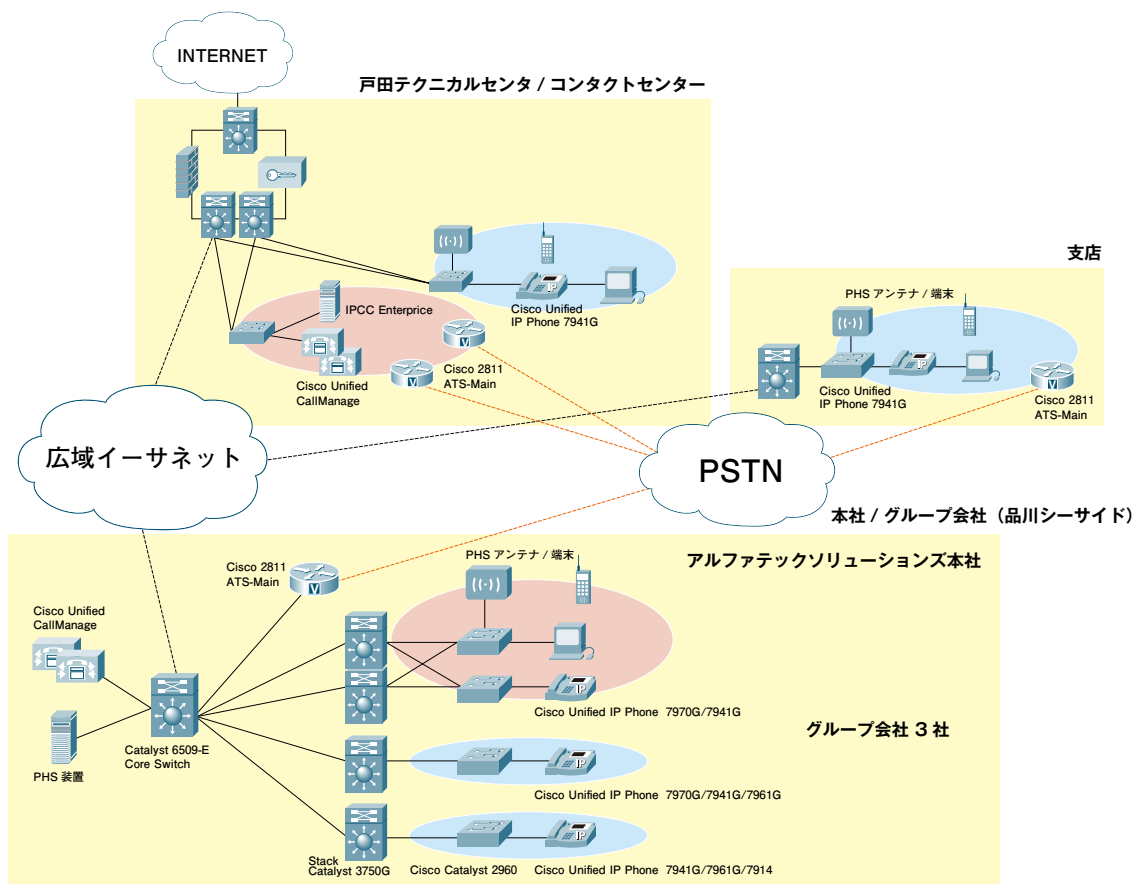 INTERNET
戸田テクニカルセンタ / コンタクトセンター
支店
PHS アンテナ / 端末
Cisco Unified
IP Phone 7941G
IPCC Enterprice
Cisco Unified
CallManage
Cisco 2811
ATS-Main
V
V
IP
Cisco Unified
IP Phone 7941G
IP
Cisco 2811
ATS-Main
V
広域イーサネット
PSTN
本社 / グループ会社（品川シーサイド）
アルファテックソリューションズ本社
Cisco 2811
ATS-Main
V
PHS アンテナ / 端末
Cisco Unified
CallManage
Catalyst 6509-E
Core Switch
PHS 装置
IP
Cisco Unified IP Phone 7970G/7941G
グループ会社 3 社
IP
Cisco Unified IP Phone 7970G/7941G/7961G
IP
Stack
Catalyst 3750G
Cisco Catalyst 2960
Cisco Unified IP Phone 7941G/7961G/7914